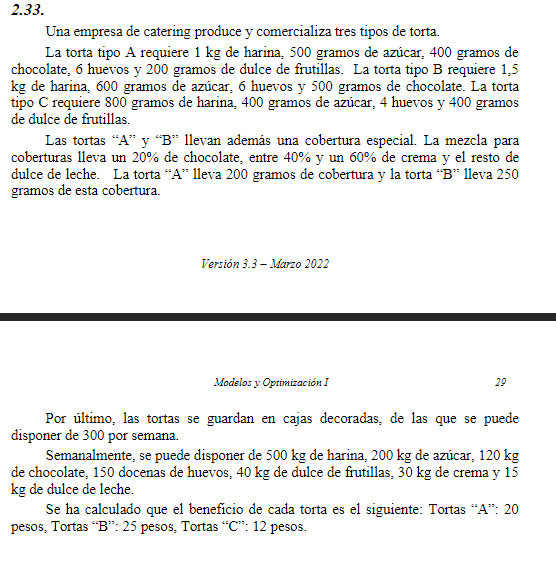 2.33.
Una empresa de catering produce y comercializa tres tipos de torta.
La torta tipo A requiere 1 kg de harina, 500 gramos de azúcar, 400 gramos de
chocolate, 6 huevos y 200 gramos de dulce de frutillas. La torta tipo B requiere 1,5
kg de harina, 600 gramos de azúcar, 6 huevos y 500 gramos de chocolate. La torta
tipo C requiere 800 gramos de harina, 400 gramos de azúcar, 4 huevos y 400 gramos
de dulce de frutillas.
Las tortas “A” y “B” llevan además una cobertura especial. La mezcla para
coberturas lleva un 20% de chocolate, entre 40% y un 60% de crema y el resto de
dulce de leche. La torta “A” lleva 200 gramos de cobertura y la torta “B” lleva 250
gramos de esta cobertura.
Versión 3.3 – Marzo 2022
Modelos y Optimización I 29
Por último, las tortas se guardan en cajas decoradas, de las que se puede
disponer de 300 por semana.
Semanalmente, se puede disponer de 500 kg de harina, 200 kg de azúcar, 120 kg
de chocolate, 150 docenas de huevos, 40 kg de dulce de frutillas, 30 kg de crema y 15
kg de dulce de leche.
Se ha calculado que el beneficio de cada torta es el siguiente: Tortas “A”: 20
pesos, Tortas “B”: 25 pesos, Tortas “C”: 12 pesos.